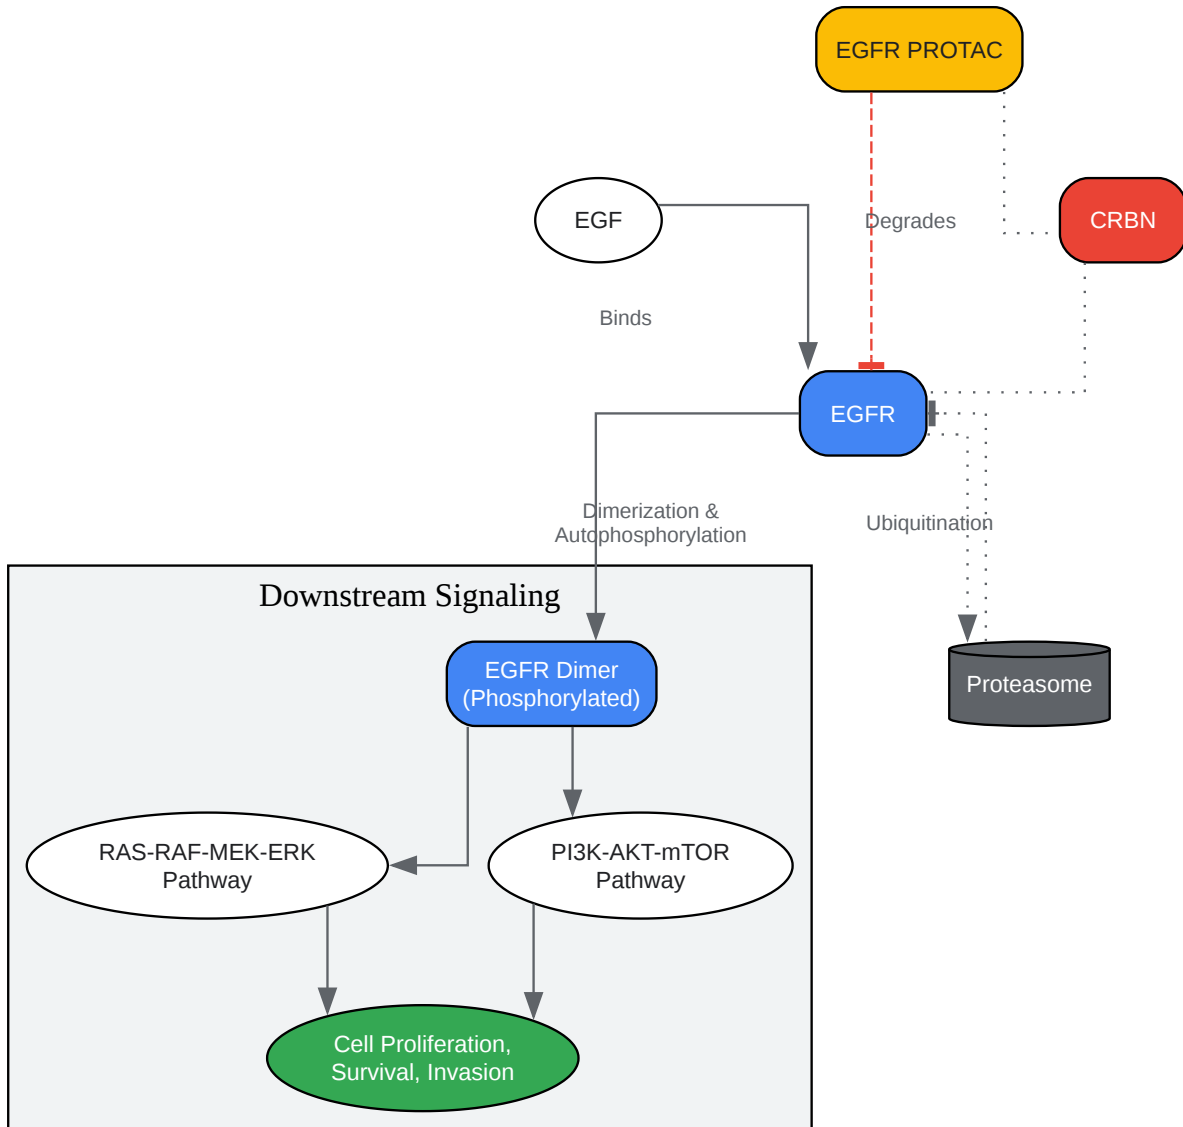 EGFR PROTAC
EGF
Degrades
CRBN
Binds
EGFR
Dimerization &
Autophosphorylation
Ubiquitination
Downstream Signaling
EGFR Dimer
(Phosphorylated)
Proteasome
RAS-RAF-MEK-ERK
Pathway
PI3K-AKT-mTOR
Pathway
Cell Proliferation,
Survival, Invasion